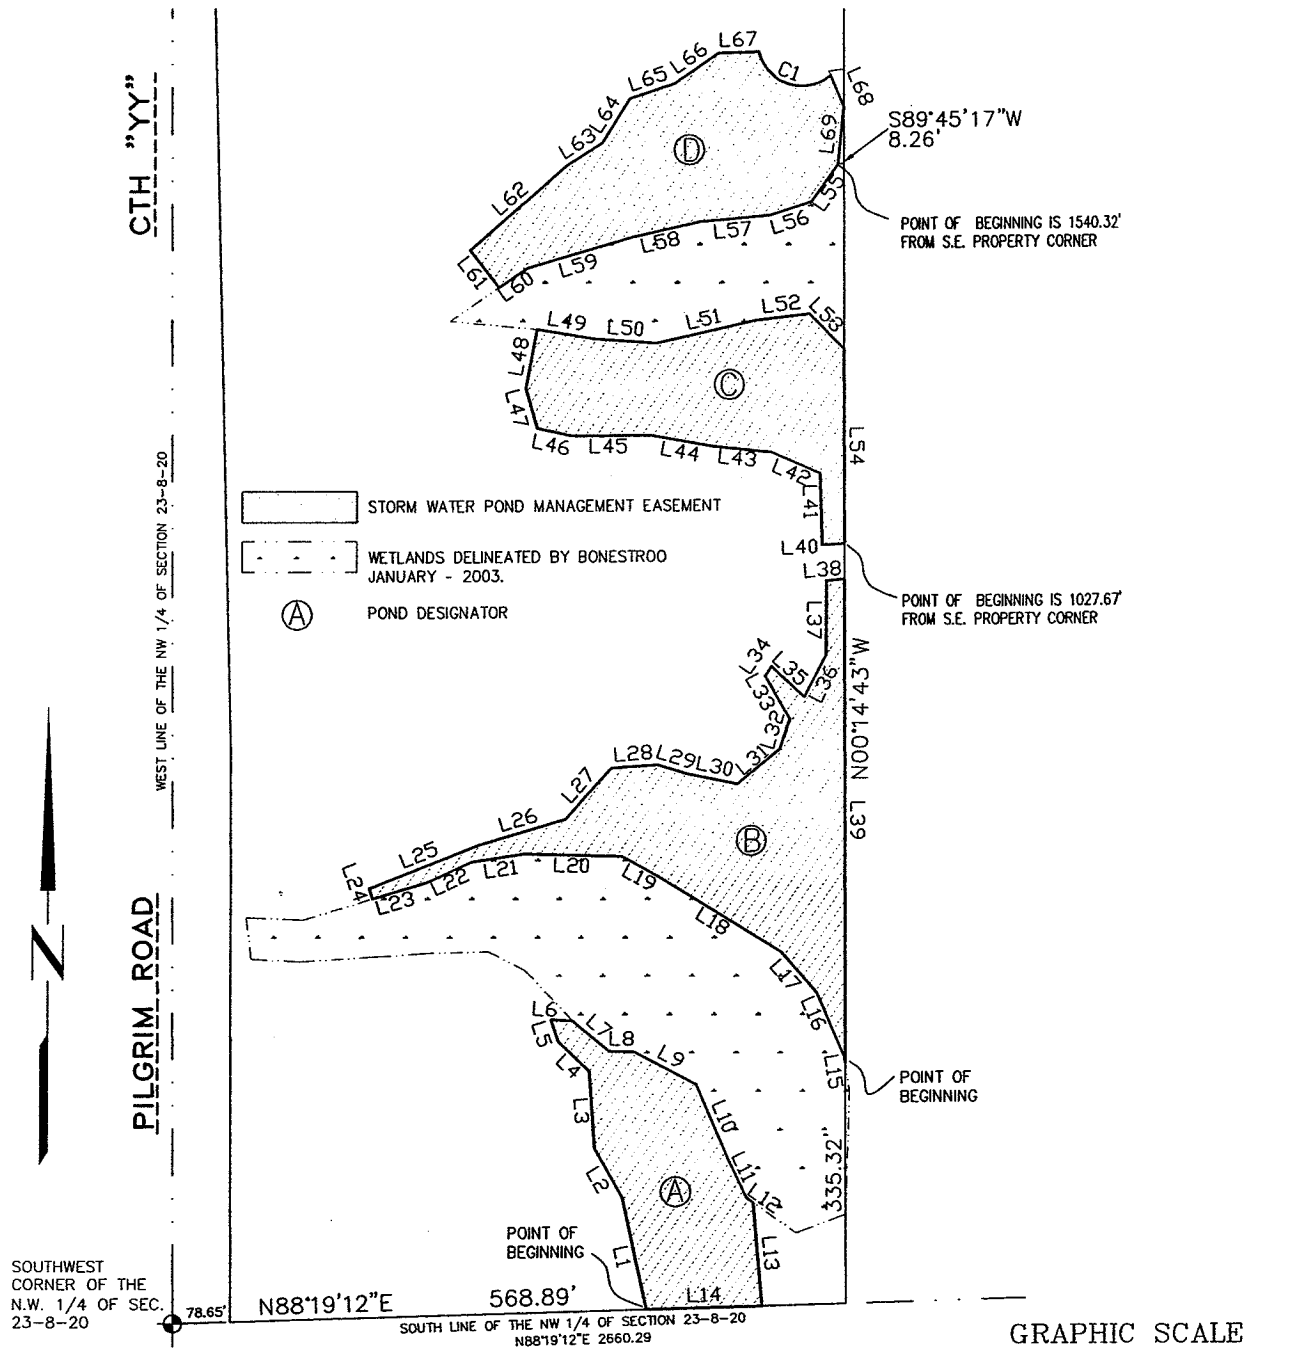 L67
L66
L65
C1
L68
CTH "YY"
L64
L63
D
L69
S89°45'17"W
8.26'
L62
L55
L56
L57
L58
POINT OF BEGINNING IS 1540.32'
FROM S.E. PROPERTY CORNER
L61
L60
L59
L53
L52
L51
L50
L49
L48
C
L47
L46
L45
L44
L43
L42
L54
L41
WEST LINE OF THE NW 1/4 OF SECTION 23-8-20
STORM WATER POND MANAGEMENT EASEMENT
L40
WETLANDS DELINEATED BY BONESTROO
JANUARY - 2003.
L38
A
POND DESIGNATOR
L37
POINT OF BEGINNING IS 1027.67'
FROM S.E. PROPERTY CORNER
L34
L35
L36
L33
L32
N00°14'43"W
L31
L30
L29
L28
L27
L26
L39
B
L25
L24
L23
L22
L21
L20
L19
L18
N
PILGRIM ROAD
L17
L16
L6
L5
L7
L8
L9
L4
L15
POINT OF
BEGINNING
L3
L10
L2
L11
L12
A
335.32"
POINT OF
BEGINNING
L1
L13
L14
SOUTHWEST
CORNER OF THE
N.W. 1/4 OF SEC.
23-8-20
78.65'
N88°19'12"E 568.89'
SOUTH LINE OF THE NW 1/4 OF SECTION 23-8-20
N88°19'12"E 2660.29
GRAPHIC SCALE